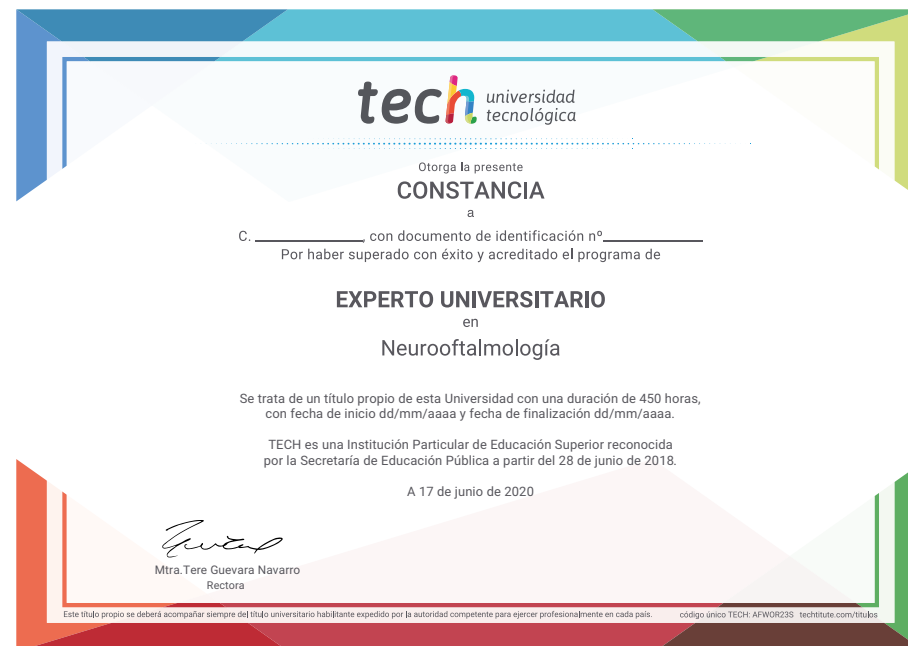 tech universidad
tecnológica
Otorga la presente
CONSTANCIA
a
C. ____________, con documento de identificación nº____________
Por haber superado con éxito y acreditado el programa de
EXPERTO UNIVERSITARIO
en
Neurooftalmología
Se trata de un título propio de esta Universidad con una duración de 450 horas,
con fecha de inicio dd/mm/aaaa y fecha de finalización dd/mm/aaaa.
TECH es una Institución Particular de Educación Superior reconocida
por la Secretaría de Educación Pública a partir del 28 de junio de 2018.
A 17 de junio de 2020
Mtra.Tere Guevara Navarro
Rectora
Este título propio se deberá acompañar siempre del título universitario habilitante expedido por la autoridad competente para ejercer profesionalmente en cada país. código único TECH: AFWOR23S techtitute.com/titulos